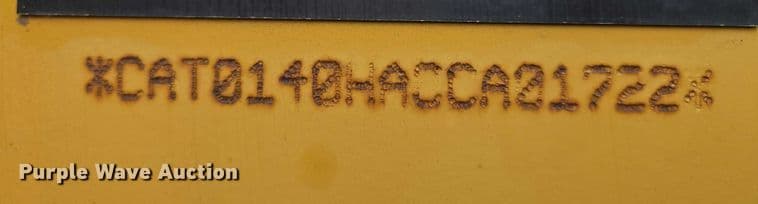 *CAT0140HACCA01722*
Purple Wave Auction